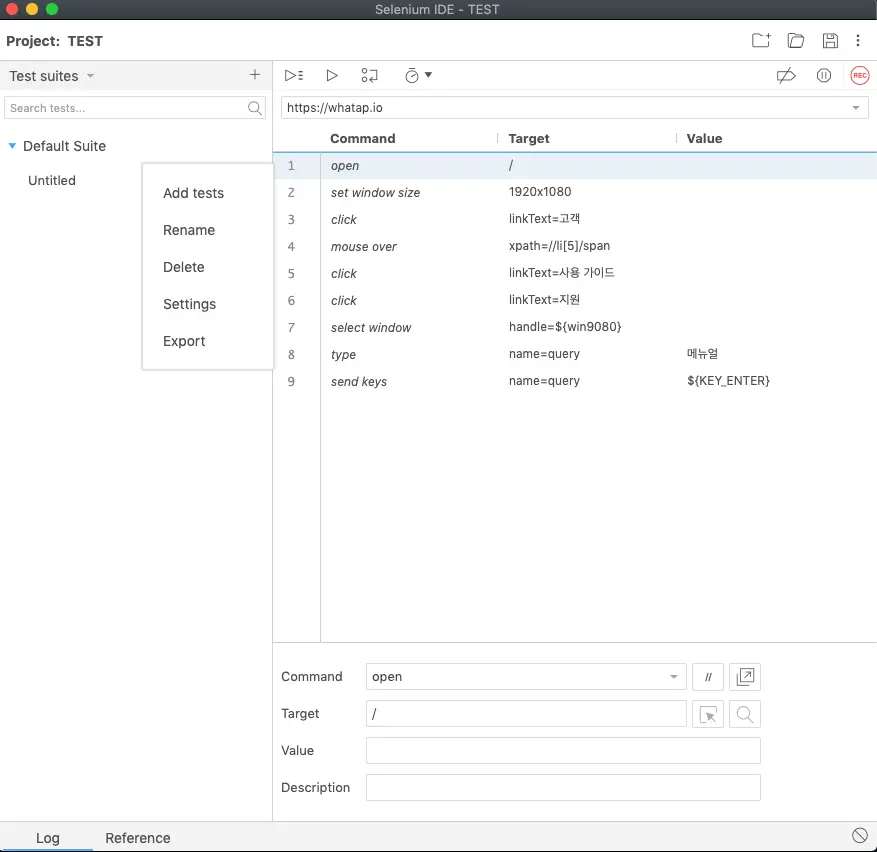 Selenium IDE - TEST
Project: TEST
Test suites
Search tests...
Default Suite
Untitled
Add tests
Rename
Delete
Settings
Export
REC
https://whatap.io
Command Target Value
1 open /
2 set window size 1920x1080
3 click linkText=고객
4 mouse over xpath=//li[5]/span
5 click linkText=사용 가이드
6 click linkText=지원
7 select window handle=${win9080}
8 type name=query 메뉴얼
9 send keys name=query ${KEY_ENTER}
Command open //
Target /
Value
Description
Log Reference